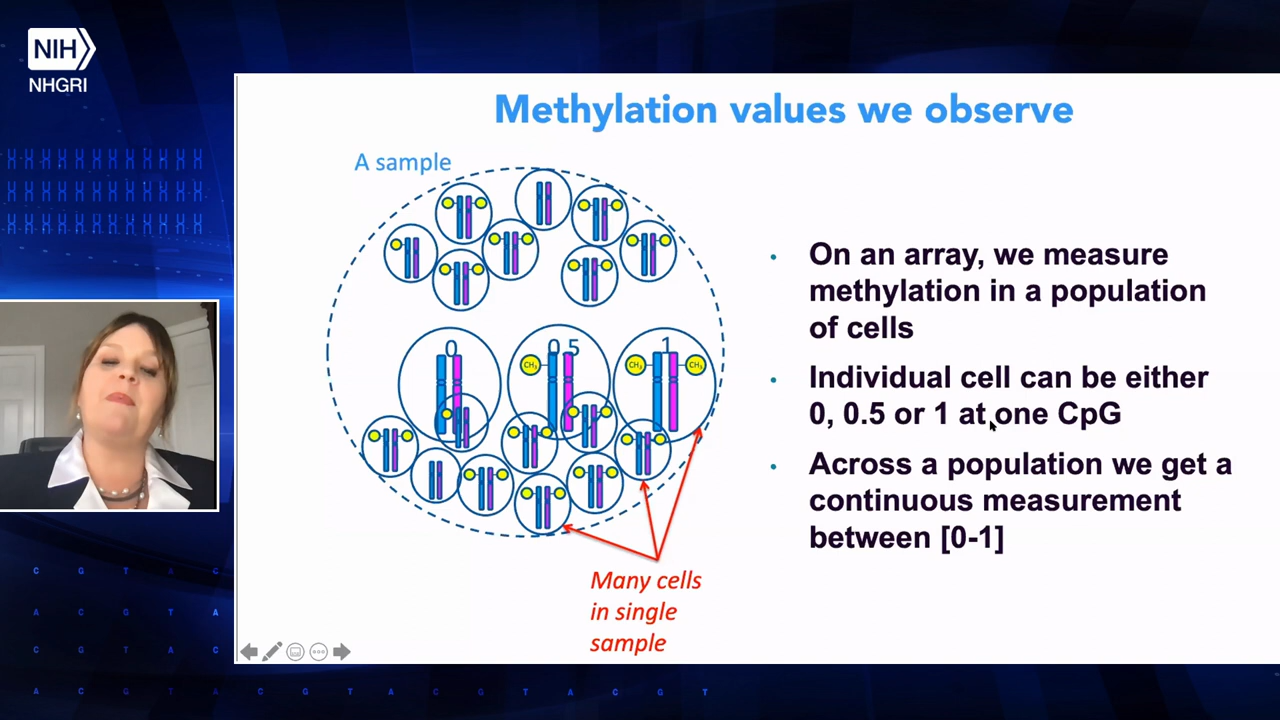 NIH
NHGRI
Methylation values we observe
A sample
0
0.5
1
CH₃
CH₃
CH₃
On an array, we measure
methylation in a population
of cells
Individual cell can be either
0, 0.5 or 1 at one CpG
Across a population we get a
continuous measurement
between [0-1]
Many cells
in single
sample
C G T A C
A C G T A
C G T A C
A C G T A C G T A C G T A C G T